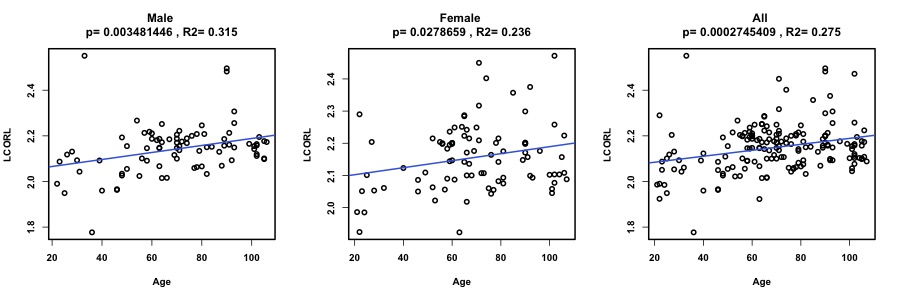 Male
p= 0.003481446 , R2= 0.315
LCORL
2.4
2.2
2.0
1.8
20 40 60 80 100
Age
Female
p= 0.0278659 , R2= 0.236
LCORL
2.4
2.3
2.2
2.1
2.0
20 40 60 80 100
Age
All
p= 0.0002745409 , R2= 0.275
LCORL
2.4
2.2
2.0
1.8
20 40 60 80 100
Age